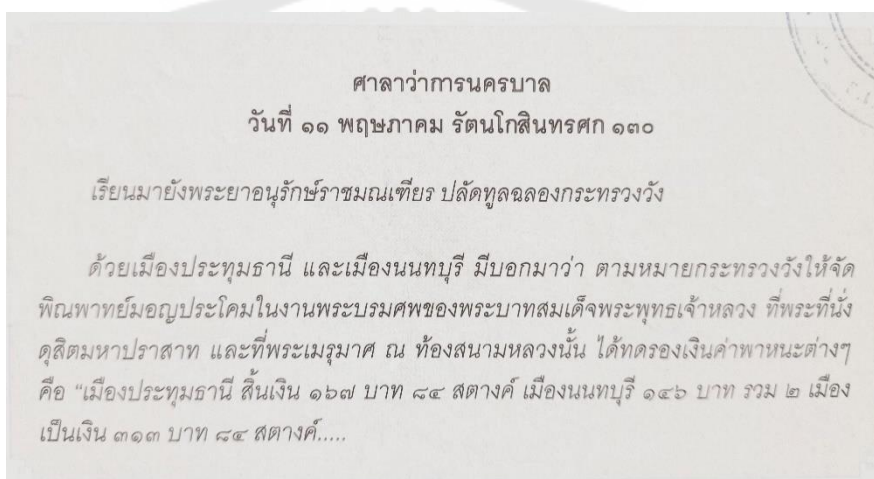 ศาลาว่าการนครบาล
วันที่ ๑๑ พฤษภาคม รัตนโกสินทรศก ๑๓๐
เรียนมายังพระยาอนุรักษ์ราชมณเฑียร ปลัดทูลฉลองกระทรวงวัง
ด้วยเมืองประทุมธานี และเมืองนนทบุรี มีบอกมาว่า ตามหมายกระทรวงวังให้จัด
พิณพาทย์มอญประโคมในงานพระบรมศพของพระบาทสมเด็จพระพุทธเจ้าหลวง ที่พระที่นั่ง
ดุสิตมหาปราสาท และที่พระเมรุมาศ ณ ท้องสนามหลวงนั้น ได้ทดรองเงินค่าพาหนะต่างๆ
คือ “เมืองประทุมธานี สิ้นเงิน ๑๖๗ บาท ๘๔ สตางค์ เมืองนนทบุรี ๑๔๖ บาท รวม ๒ เมือง
เป็นเงิน ๓๑๓ บาท ๘๔ สตางค์.....